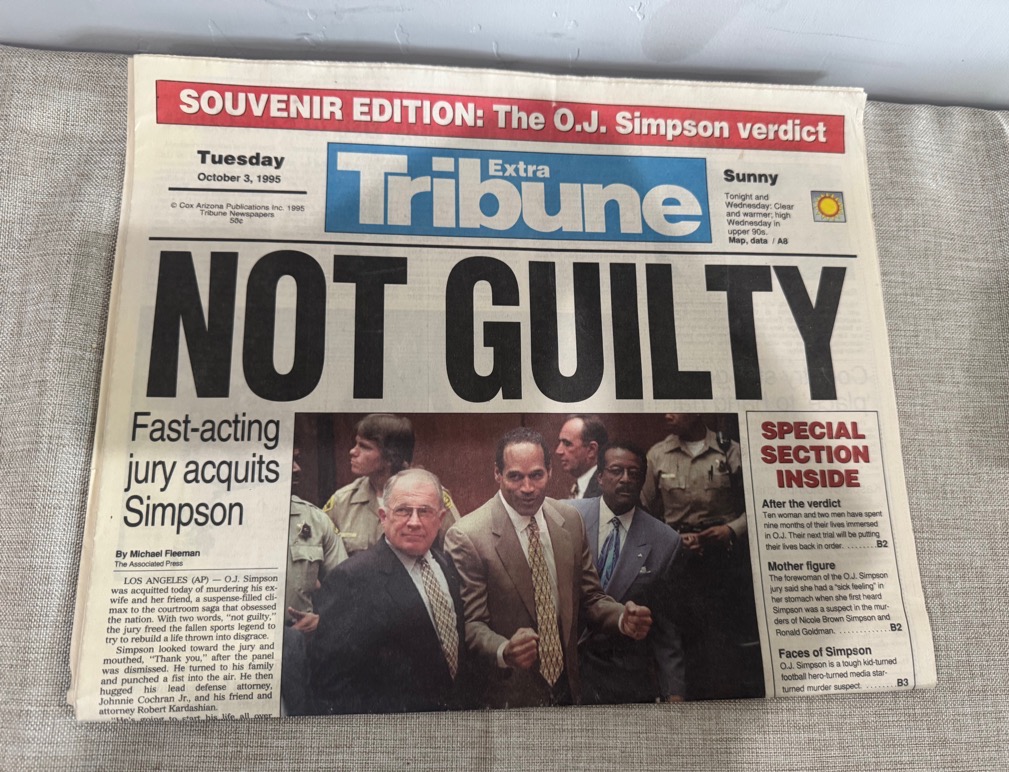 SOUVENIR EDITION: The O.J. Simpson verdict
Tuesday
October 3, 1995
© Cox Arizona Publications Inc. 1995
Tribune Newspapers
50¢
Extra
Tribune
Sunny
Tonight and
Wednesday: Clear
and warmer; high
Wednesday in
upper 90s.
Map, data / A8
NOT GUILTY
Fast-acting
jury acquits
Simpson
By Michael Fleeman
The Associated Press
LOS ANGELES (AP) — O.J. Simpson
was acquitted today of murdering his ex-
wife and her friend, a suspense-filled cli-
max to the courtroom saga that obsessed
the nation. With two words, "not guilty,"
the jury freed the fallen sports legend to
try to rebuild a life thrown into disgrace.
Simpson looked toward the jury and
mouthed, "Thank you," after the panel
was dismissed. He turned to his family
and punched a fist into the air. He then
hugged his lead defense attorney,
Johnnie Cochran Jr., and his friend and
attorney Robert Kardashian.
"He's going to start his life all over
SPECIAL
SECTION
INSIDE
After the verdict
Ten woman and two men have spent
nine months of their lives immersed
in O.J. Their next trial will be putting
their lives back in order. ........B2
Mother figure
The forewoman of the O.J. Simpson
jury said she had a "sick feeling" in
her stomach when she first heard
Simpson was a suspect in the mur-
ders of Nicole Brown Simpson and
Ronald Goldman. ............B2
Faces of Simpson
O.J. Simpson is a tough kid-turned
football hero-turned media star-
turned murder suspect. .......B3